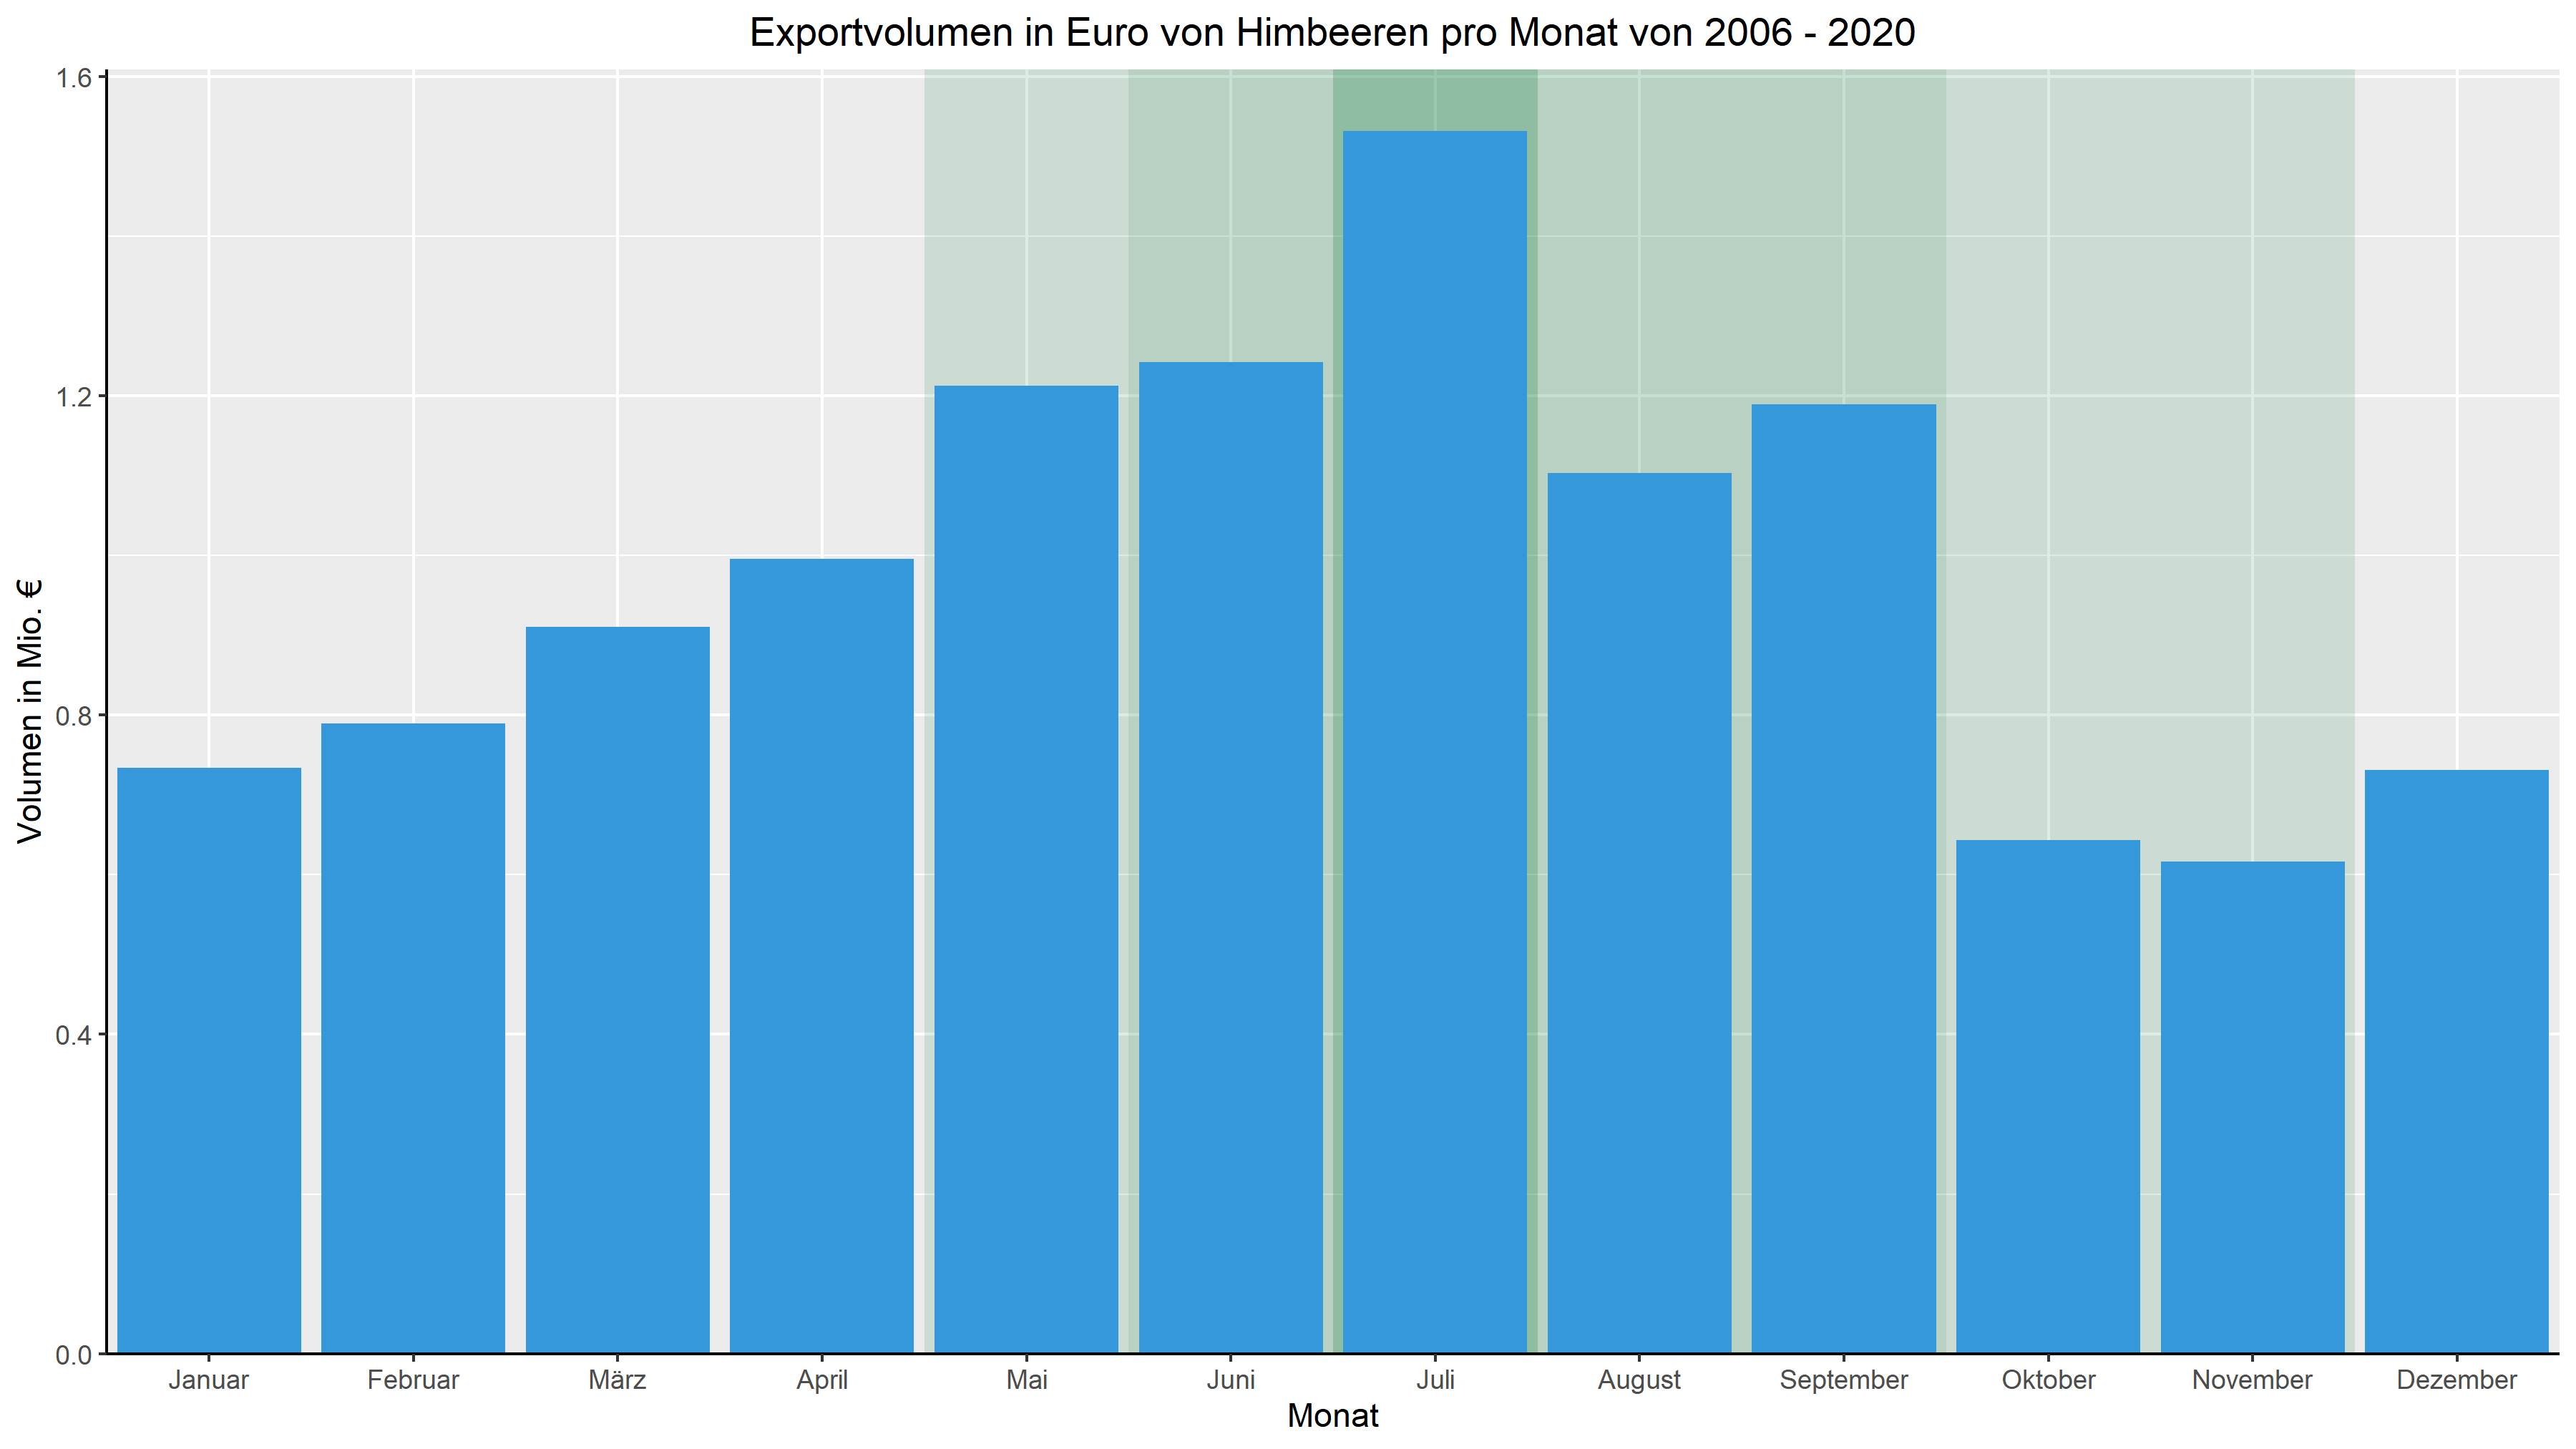 Exportvolumen in Euro von Himbeeren pro Monat von 2006 - 2020
Volumen in Mio. €
1.6
1.2
0.8
0.4
0.0
Januar Februar März April Mai Juni Juli August September Oktober November Dezember
Monat